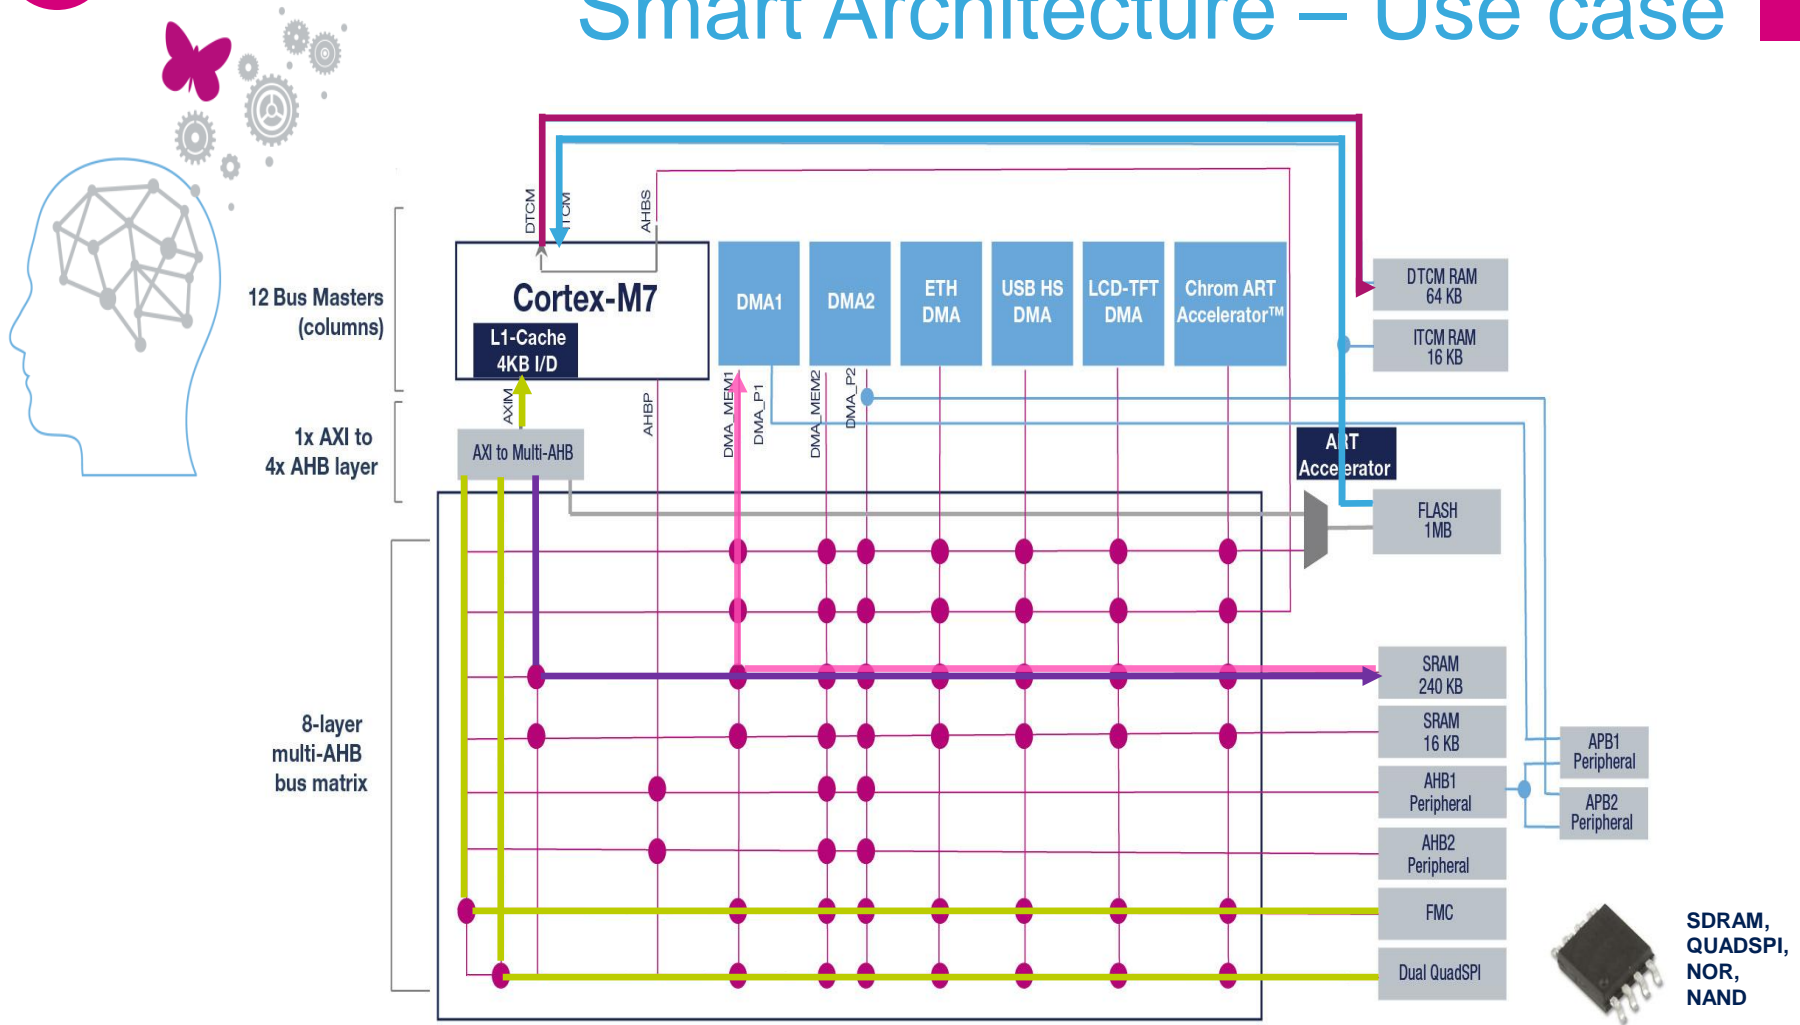 Smart Architecture – Use case
DTCM
ITCM
AHBS
12 Bus Masters
(columns)
Cortex-M7
L1-Cache
4KB I/D
DMA1
DMA2
ETH
DMA
USB HS
DMA
LCD-TFT
DMA
Chrom ART
Accelerator™
DTCM RAM
64 KB
ITCM RAM
16 KB
AXIM
AHBP
DMA_MEM1
DMA_P1
DMA_MEM2
DMA_P2
1x AXI to
4x AHB layer
AXI to Multi-AHB
ART
Accelerator
FLASH
1MB
8-layer
multi-AHB
bus matrix
SRAM
240 KB
SRAM
16 KB
AHB1
Peripheral
AHB2
Peripheral
FMC
Dual QuadSPI
APB1
Peripheral
APB2
Peripheral
SDRAM,
QUADSPI,
NOR,
NAND